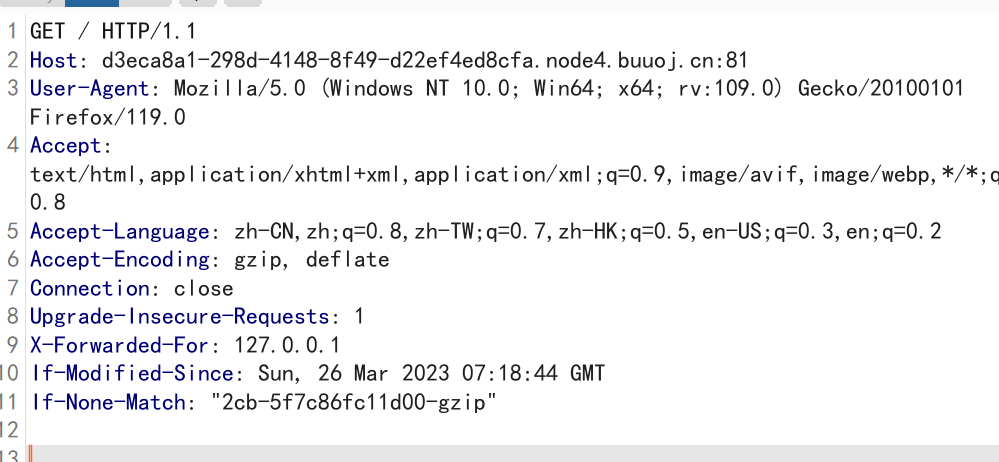 1 GET / HTTP/1.1
2 Host: d3eca8a1-298d-4148-8f49-d22ef4ed8cfa.node4.buuoj.cn:81
3 User-Agent: Mozilla/5.0 (Windows NT 10.0; Win64; x64; rv:109.0) Gecko/20100101
Firefox/119.0
4 Accept:
text/html,application/xhtml+xml,application/xml;q=0.9,image/avif,image/webp,*/*;q
0.8
5 Accept-Language: zh-CN,zh;q=0.8,zh-TW;q=0.7,zh-HK;q=0.5,en-US;q=0.3,en;q=0.2
6 Accept-Encoding: gzip, deflate
7 Connection: close
8 Upgrade-Insecure-Requests: 1
9 X-Forwarded-For: 127.0.0.1
10 If-Modified-Since: Sun, 26 Mar 2023 07:18:44 GMT
11 If-None-Match: "2cb-5f7c86fc11d00-gzip"
12
13